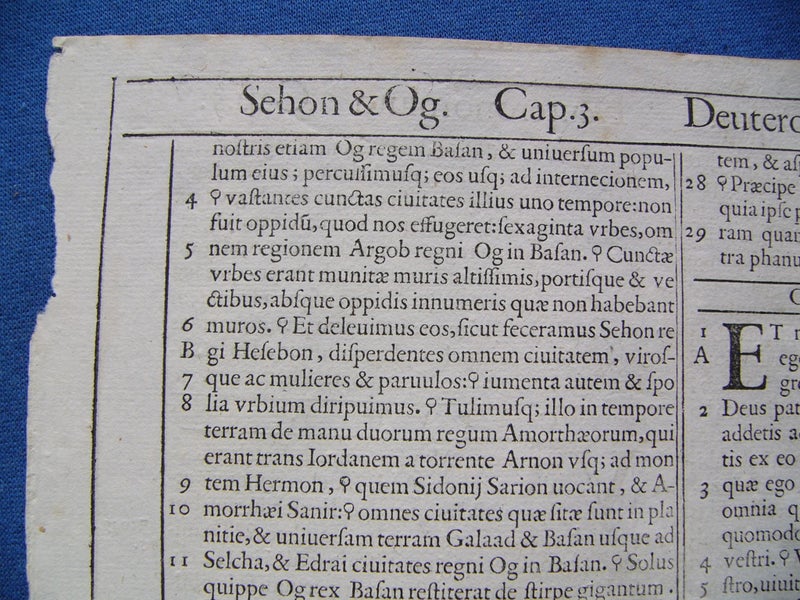 Sehon & Og. Cap.3. Deutero
nostris etiam Og regem Basan, & uniuersum popu-
lum eius; percussimusq; eos usq; ad internecionem,
4 ♀ vastantes cunctas ciuitates illius uno tempore:non
fuit oppidũ,quod nos effugeret:sexaginta vrbes,om
5 nem regionem Argob regni Og in Basan. ♀ Cunctæ
vrbes erant munitæ muris altissimis,portisque & ve
ctibus,absque oppidis innumeris quæ non habebant
6 muros. ♀ Et deleuimus eos,sicut feceramus Sehon re
B gi Hesebon, disperdentes omnem ciuitatem, viros-
7 que ac mulieres & paruulos:♀ iumenta autem & spo
8 lia vrbium diripuimus. ♀ Tulimusq; illo in tempore
terram de manu duorum regum Amorthæorum,qui
erant trans Iordanem a torrente Arnon vsq; ad mon
9 tem Hermon, ♀ quem Sidonij Sarion uocant, & A-
10 morrhæi Sanir:♀ omnes ciuitates quæ sitæ sunt in pla
nitie,& uniuersam terram Galaad & Basan usque ad
11 Selcha,& Edrai ciuitates regni Og in Basan. ♀ Solus
quippe Og rex Basan restiterat de stirpe gigantum.
tem, & as
28 ♀ Præcipe
quia ipse p
29 ram quam
tra phanu
C
1 ET
A eg
gre
2 Deus pat
addetis a
tis ex eo
3 quæ ego
omnia q
quomodo
4 vestri. ♀ V
5 stro,uiuit